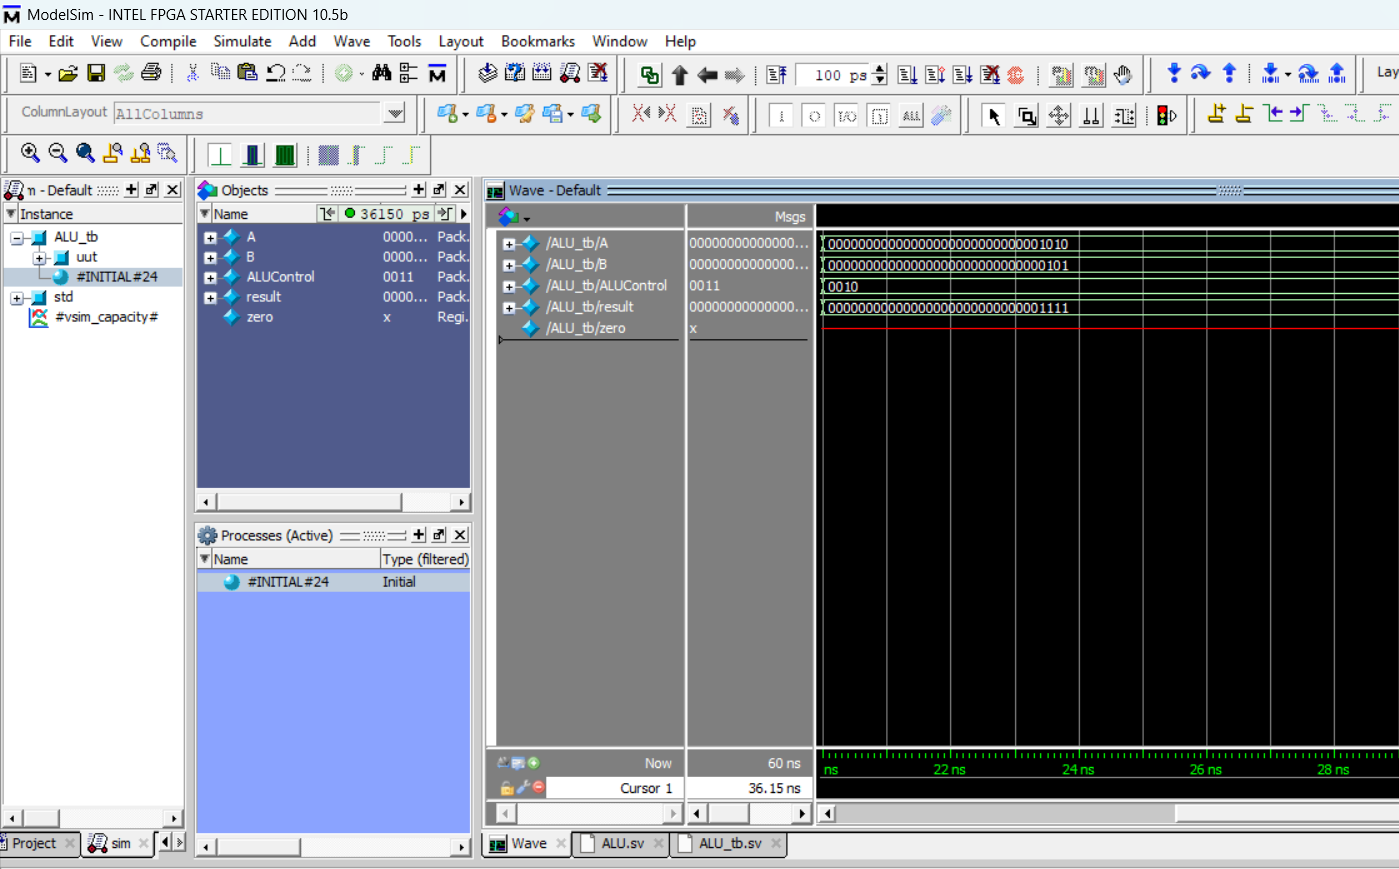 ModelSim - INTEL FPGA STARTER EDITION 10.5b
File Edit View Compile Simulate Add Wave Tools Layout Bookmarks Window Help
100 ps
Lay
ColumnLayout AllColumns
I O I/O ALL
- Default
Instance
ALU_tb
uut
#INITIAL#24
std
#vsim_capacity#
Project sim
Objects
Name 36150 ps
A 0000... Pack.
B 0000... Pack.
ALUControl 0011 Pack.
result 0000... Pack.
zero x Regi.
Processes (Active)
Name Type (filtered)
#INITIAL#24 Initial
Wave - Default
Msgs
/ALU_tb/A 00000000000000... 00000000000000000000000000001010
/ALU_tb/B 00000000000000... 00000000000000000000000000000101
/ALU_tb/ALUControl 0011 0010
/ALU_tb/result 00000000000000... 00000000000000000000000000001111
/ALU_tb/zero x
Now 60 ns
ns 22 ns 24 ns 26 ns 28 ns
Cursor 1 36.15 ns
Wave ALU.sv ALU_tb.sv